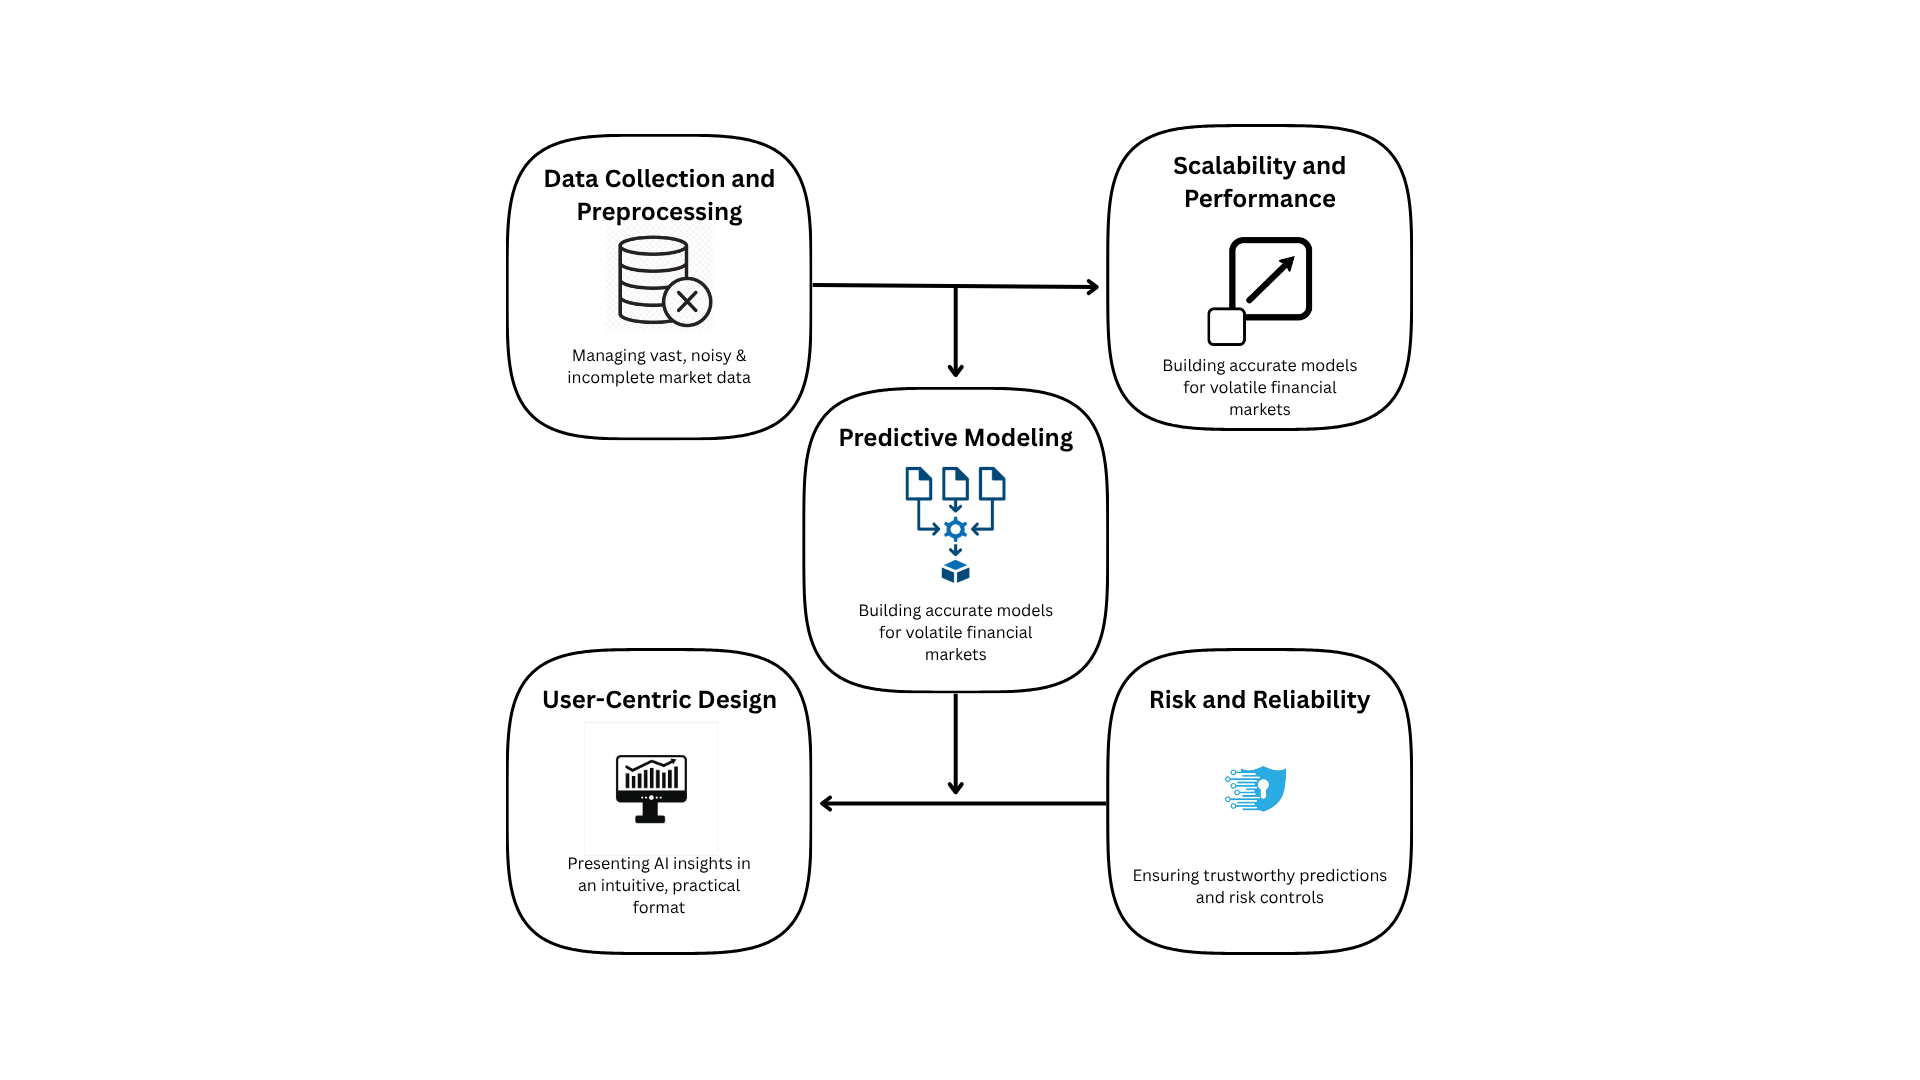 Data Collection and
Preprocessing
Managing vast, noisy &
incomplete market data
Scalability and
Performance
Building accurate models
for volatile financial
markets
Predictive Modeling
Building accurate models
for volatile financial
markets
User-Centric Design
Presenting AI insights in
an intuitive, practical
format
Risk and Reliability
Ensuring trustworthy predictions
and risk controls